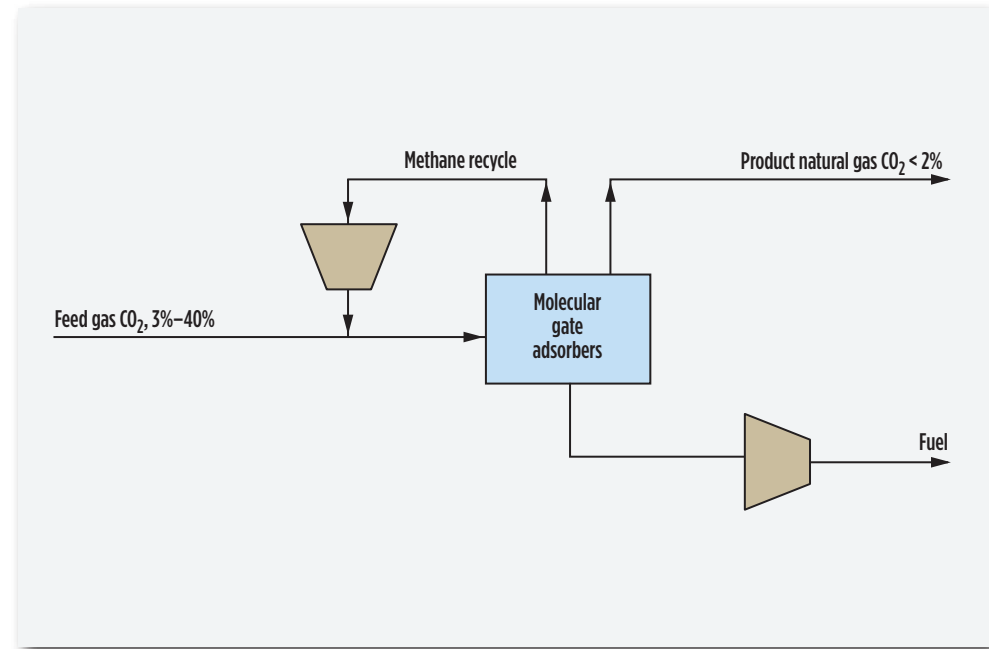 Methane recycle
Product natural gas CO₂ < 2%
Feed gas CO₂, 3%–40%
Molecular
gate
adsorbers
Fuel